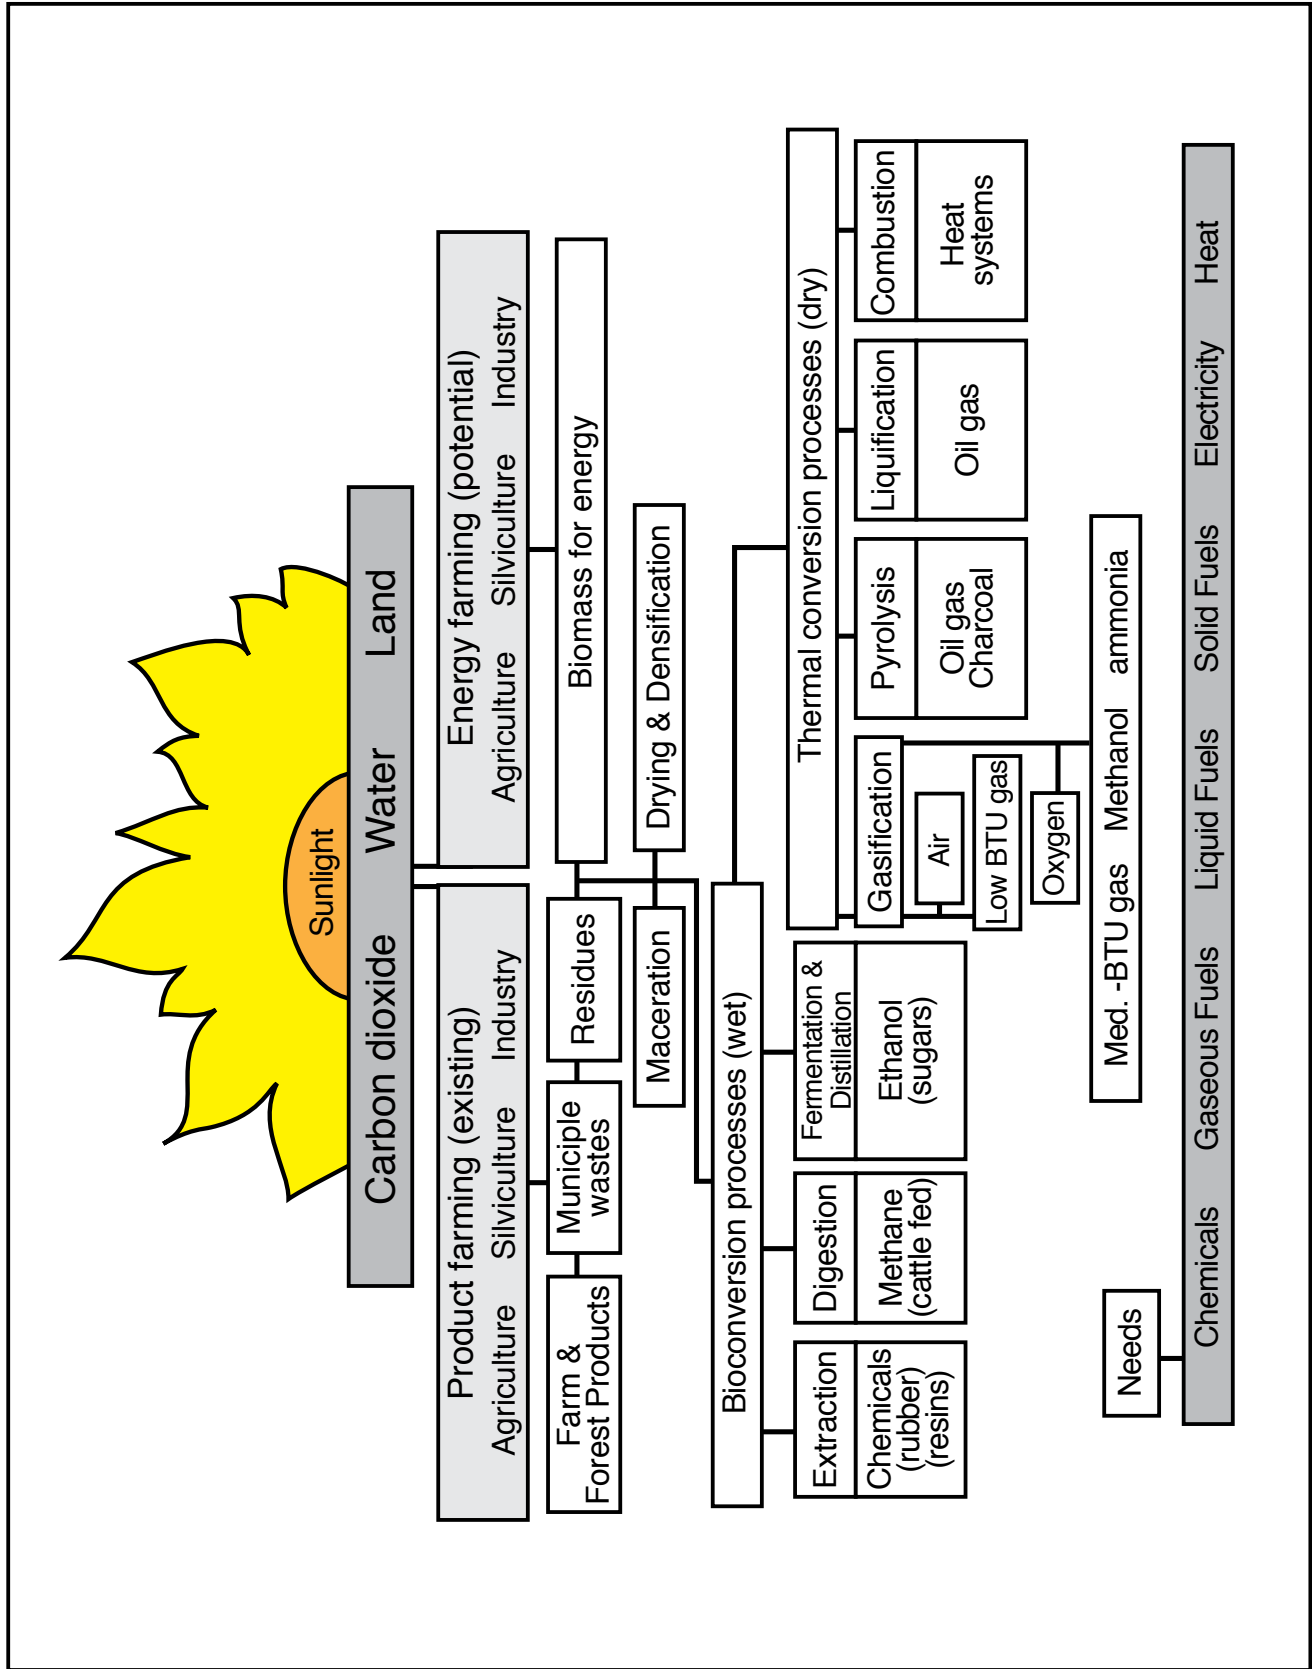 Sunlight
Carbon dioxide Water Land
Product farming (existing)
Agriculture Silviculture Industry
Energy farming (potential)
Agriculture Silviculture Industry
Farm &
Forest Products
Municiple
wastes
Residues
Biomass for energy
Maceration
Drying & Densification
Bioconversion processes (wet)
Extraction
Chemicals
(rubber)
(resins)
Digestion
Methane
(cattle fed)
Fermentation &
Distillation
Ethanol
(sugars)
Thermal conversion processes (dry)
Gasification
Air
Low BTU gas
Oxygen
Med. -BTU gas Methanol ammonia
Pyrolysis
Oil gas
Charcoal
Liquification
Oil gas
Combustion
Heat
systems
Needs
Chemicals Gaseous Fuels Liquid Fuels Solid Fuels Electricity Heat